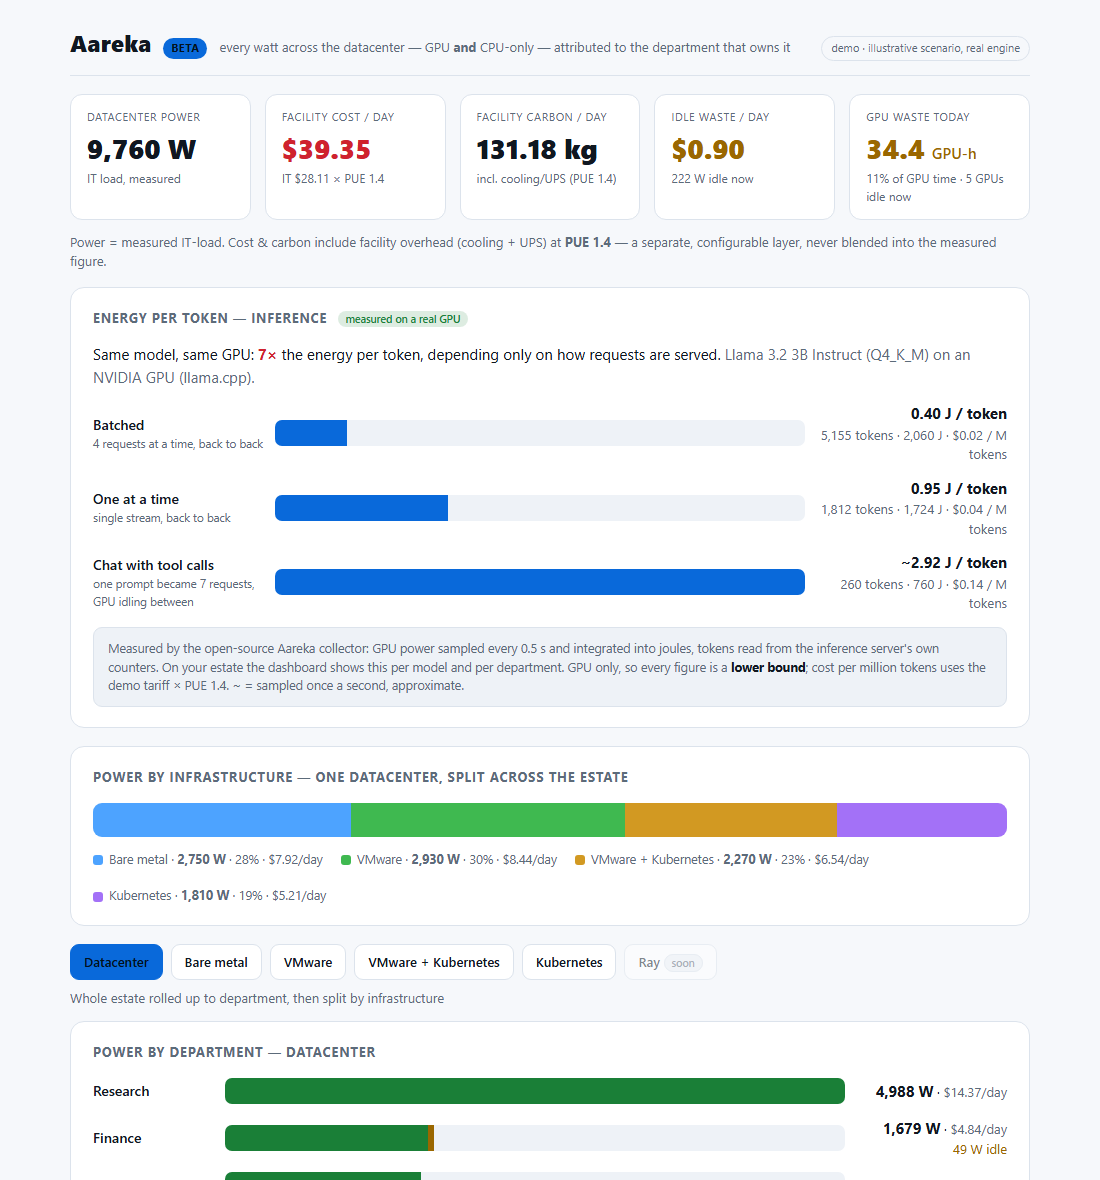 Aareka BETA every watt across the datacenter — GPU and CPU-only — attributed to the department that owns it demo · illustrative scenario, real engine
DATACENTER POWER
9,760 W
IT load, measured
FACILITY COST / DAY
$39.35
IT $28.11 × PUE 1.4
FACILITY CARBON / DAY
131.18 kg
incl. cooling/UPS (PUE 1.4)
IDLE WASTE / DAY
$0.90
222 W idle now
GPU WASTE TODAY
34.4 GPU-h
11% of GPU time · 5 GPUs
idle now
Power = measured IT-load. Cost & carbon include facility overhead (cooling + UPS) at PUE 1.4 — a separate, configurable layer, never blended into the measured
figure.
ENERGY PER TOKEN — INFERENCE measured on a real GPU
Same model, same GPU: 7× the energy per token, depending only on how requests are served. Llama 3.2 3B Instruct (Q4_K_M) on an
NVIDIA GPU (llama.cpp).
Batched
4 requests at a time, back to back
0.40 J / token
5,155 tokens · 2,060 J · $0.02 / M
tokens
One at a time
single stream, back to back
0.95 J / token
1,812 tokens · 1,724 J · $0.04 / M
tokens
Chat with tool calls
one prompt became 7 requests,
GPU idling between
~2.92 J / token
260 tokens · 760 J · $0.14 / M
tokens
Measured by the open-source Aareka collector: GPU power sampled every 0.5 s and integrated into joules, tokens read from the inference server's own
counters. On your estate the dashboard shows this per model and per department. GPU only, so every figure is a lower bound; cost per million tokens uses the
demo tariff × PUE 1.4. ~ = sampled once a second, approximate.
POWER BY INFRASTRUCTURE — ONE DATACENTER, SPLIT ACROSS THE ESTATE
Bare metal · 2,750 W · 28% · $7.92/day VMware · 2,930 W · 30% · $8.44/day VMware + Kubernetes · 2,270 W · 23% · $6.54/day
Kubernetes · 1,810 W · 19% · $5.21/day
Datacenter Bare metal VMware VMware + Kubernetes Kubernetes Ray soon
Whole estate rolled up to department, then split by infrastructure
POWER BY DEPARTMENT — DATACENTER
Research
4,988 W · $14.37/day
Finance
1,679 W · $4.84/day
49 W idle